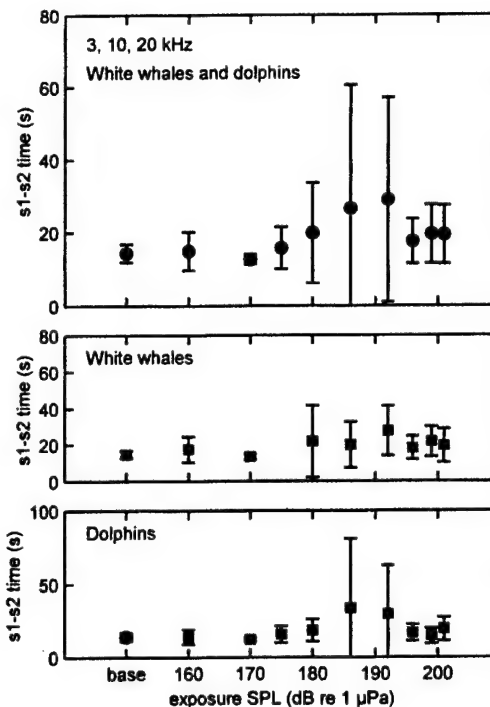 80
60
40
20
0
s1-s2 time (s)
3, 10, 20 kHz
White whales and dolphins
80
60
40
20
0
s1-s2 time (s)
White whales
100
50
0
s1-s2 time (s)
Dolphins
base 160 170 180 190 200
exposure SPL (dB re 1 µPa)